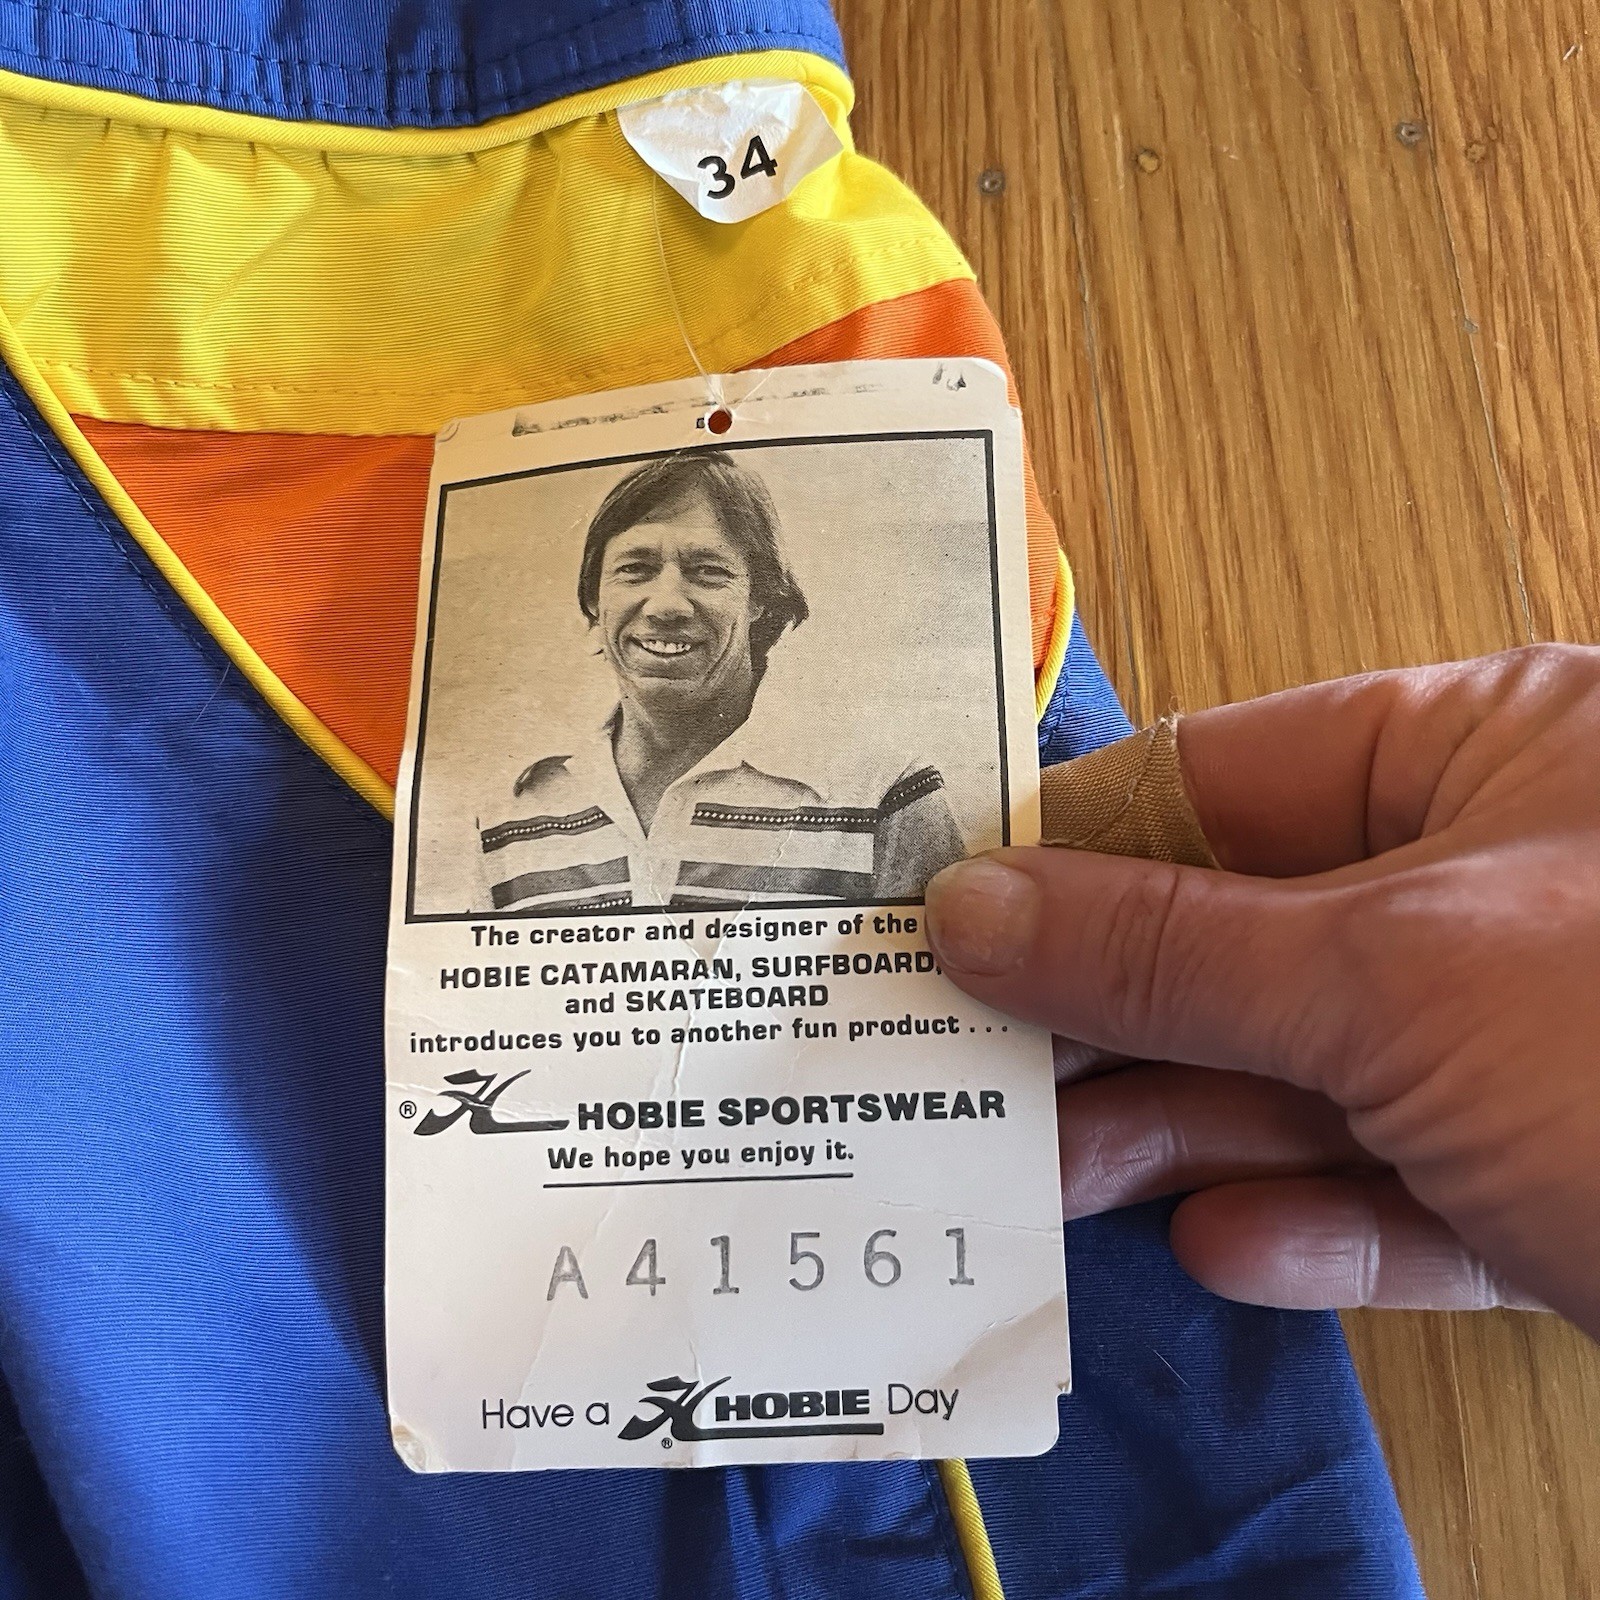 34
The creator and designer of the
HOBIE CATAMARAN, SURFBOARD,
and SKATEBOARD
introduces you to another fun product...
® HOBIE SPORTSWEAR
We hope you enjoy it.
A41561
Have a HOBIE Day
®